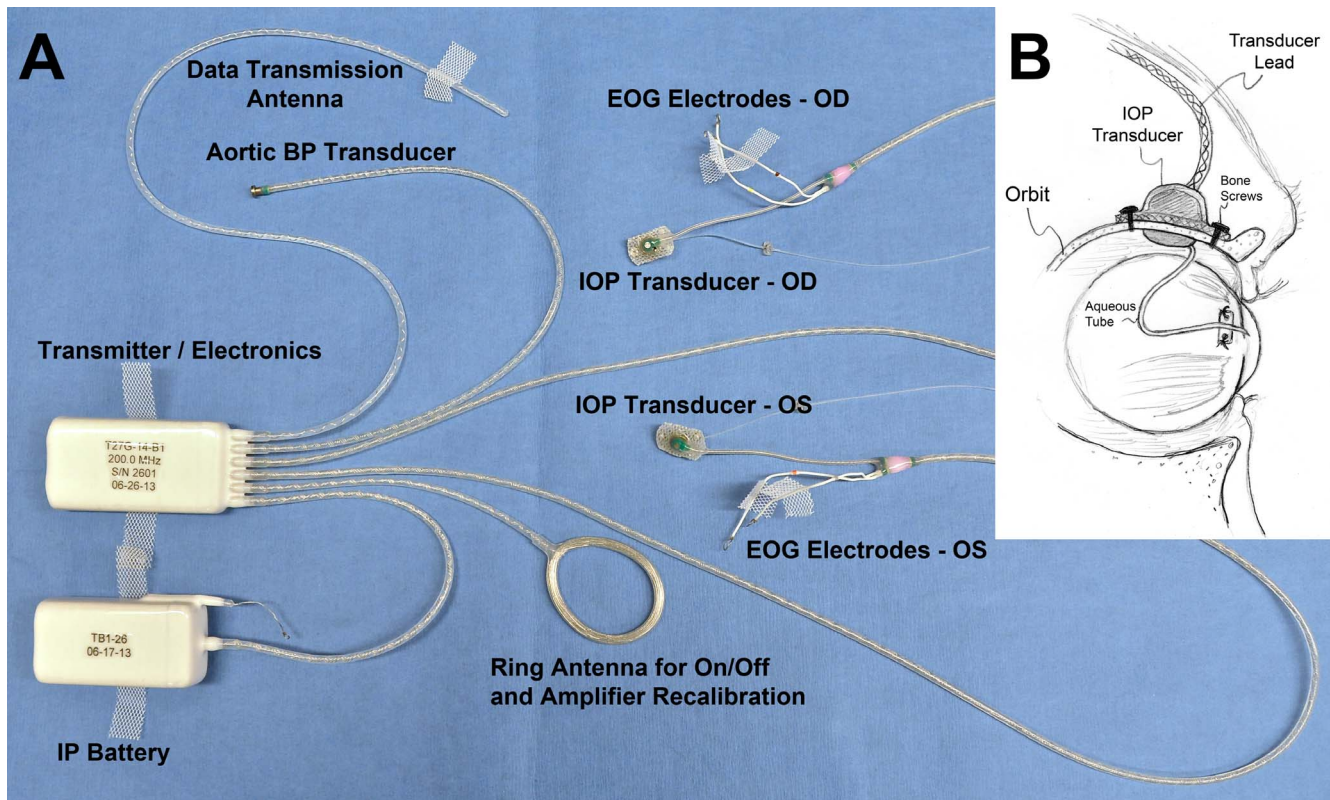 A
Data Transmission
Antenna
Aortic BP Transducer
EOG Electrodes - OD
IOP Transducer - OD
Transmitter / Electronics
T27G-14-B1
200.0 MHz
S/N 2601
06-26-13
IOP Transducer - OS
EOG Electrodes - OS
TB1-26
06-17-13
Ring Antenna for On/Off
and Amplifier Recalibration
IP Battery
B
Transducer
Lead
IOP
Transducer
Bone
Screws
Orbit
Aqueous
Tube